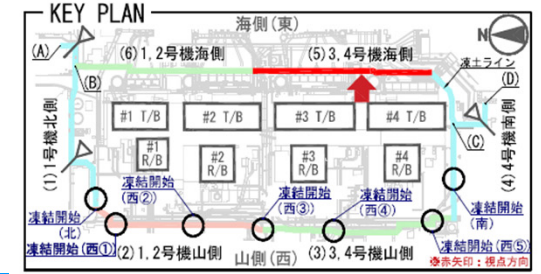 KEY PLAN
海側(東)
N
(A)
(6)1,2号機海側
(5)3,4号機海側
凍土ライン
(B)
(D)
#1 T/B
#2 T/B
#3 T/B
#4 T/B
(C)
(1)1号機北側
#1
R/B
#2
R/B
#3
R/B
#4
R/B
(4)4号機南側
凍結開始
(西②)
凍結開始
(西③)
凍結開始
(西④)
凍結開始
(北)
凍結開始
(南)
凍結開始(西①)
(2)1,2号機山側
(3)3,4号機山側
凍結開始(西⑤)
山側(西)
※赤矢印:視点方向